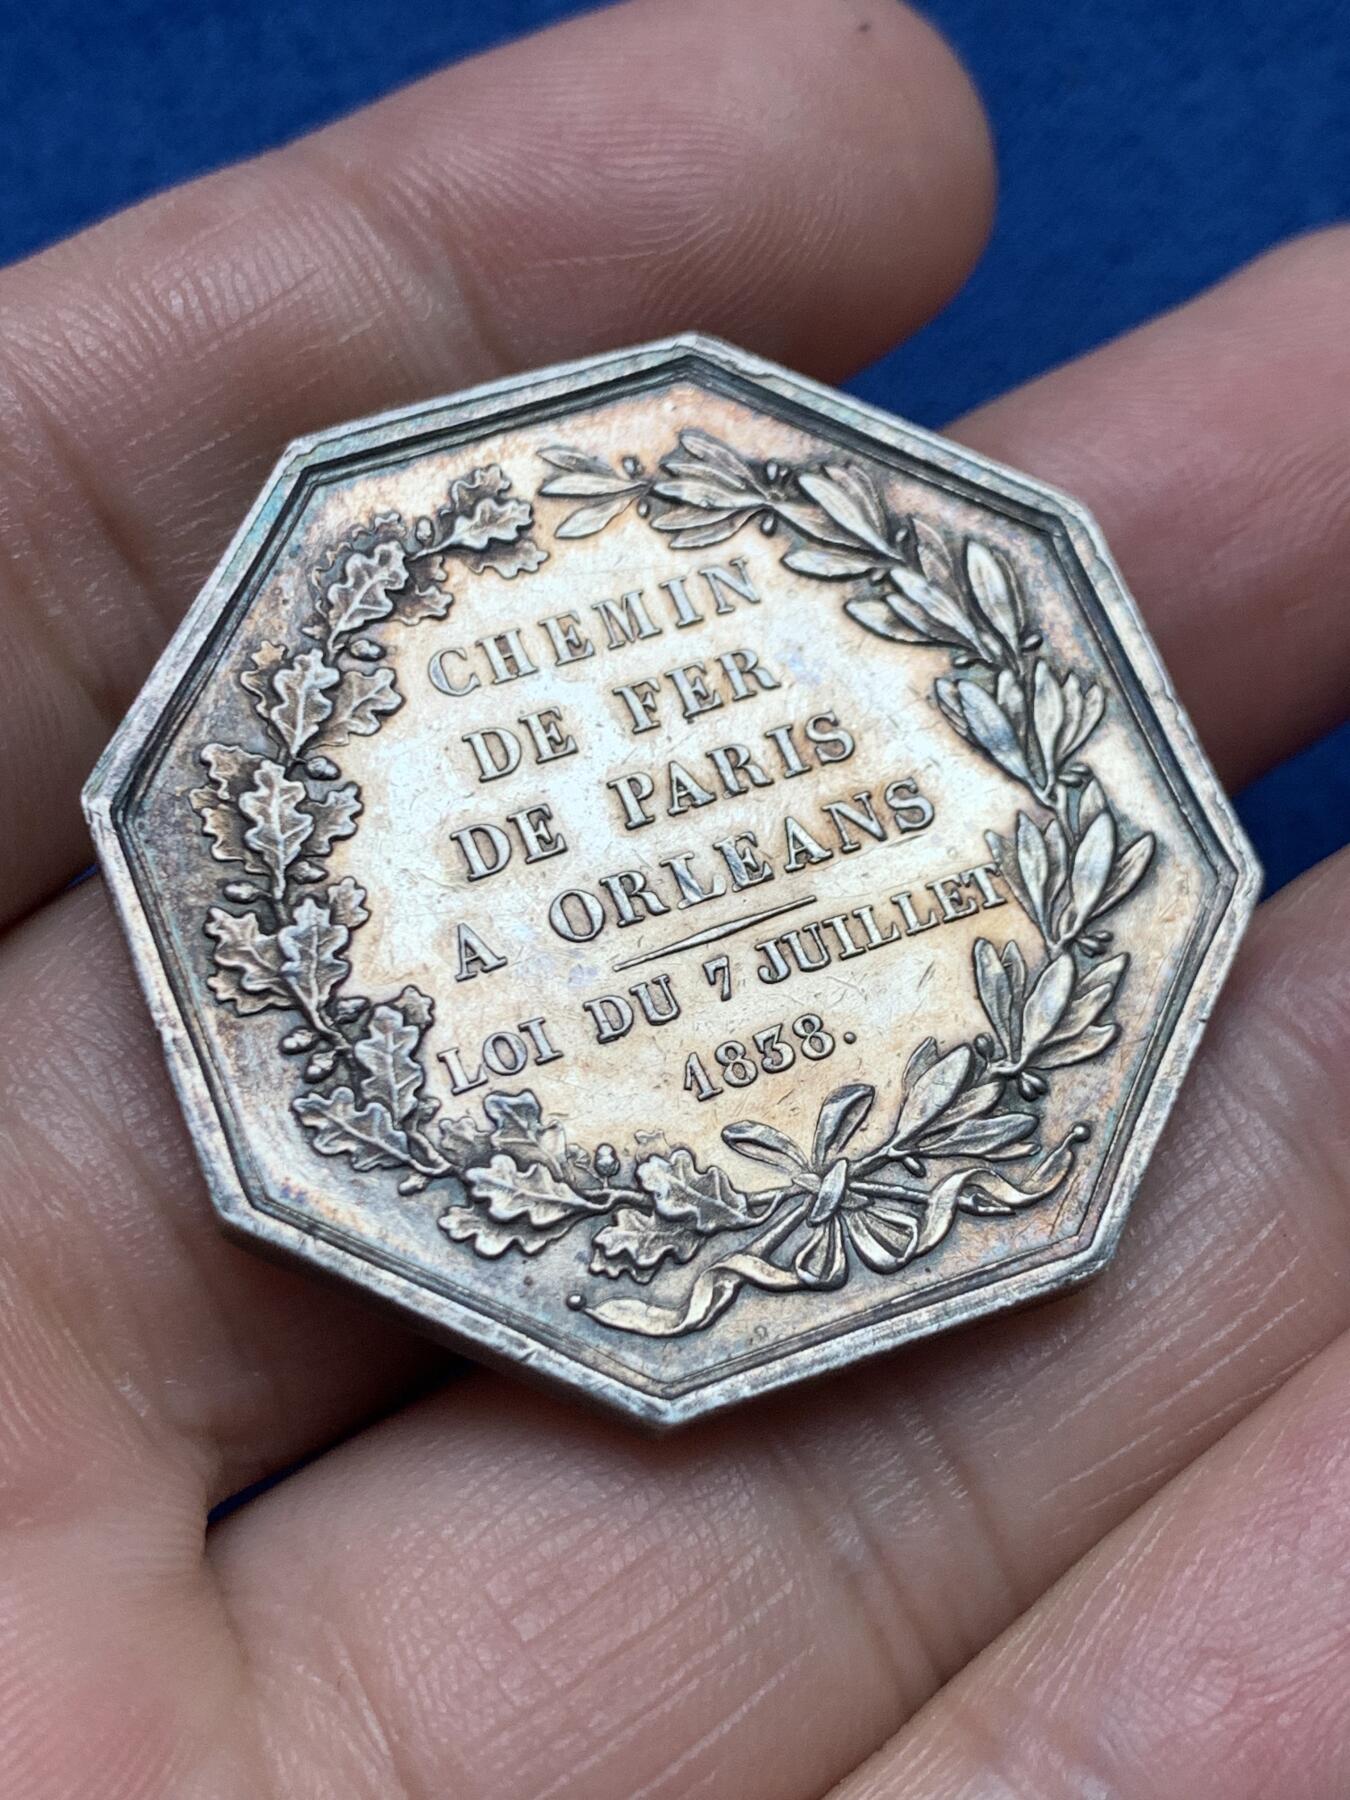 CHEMIN
DE FER
DE PARIS
A ORLEANS
LOI DU 7 JUILLET
1838.